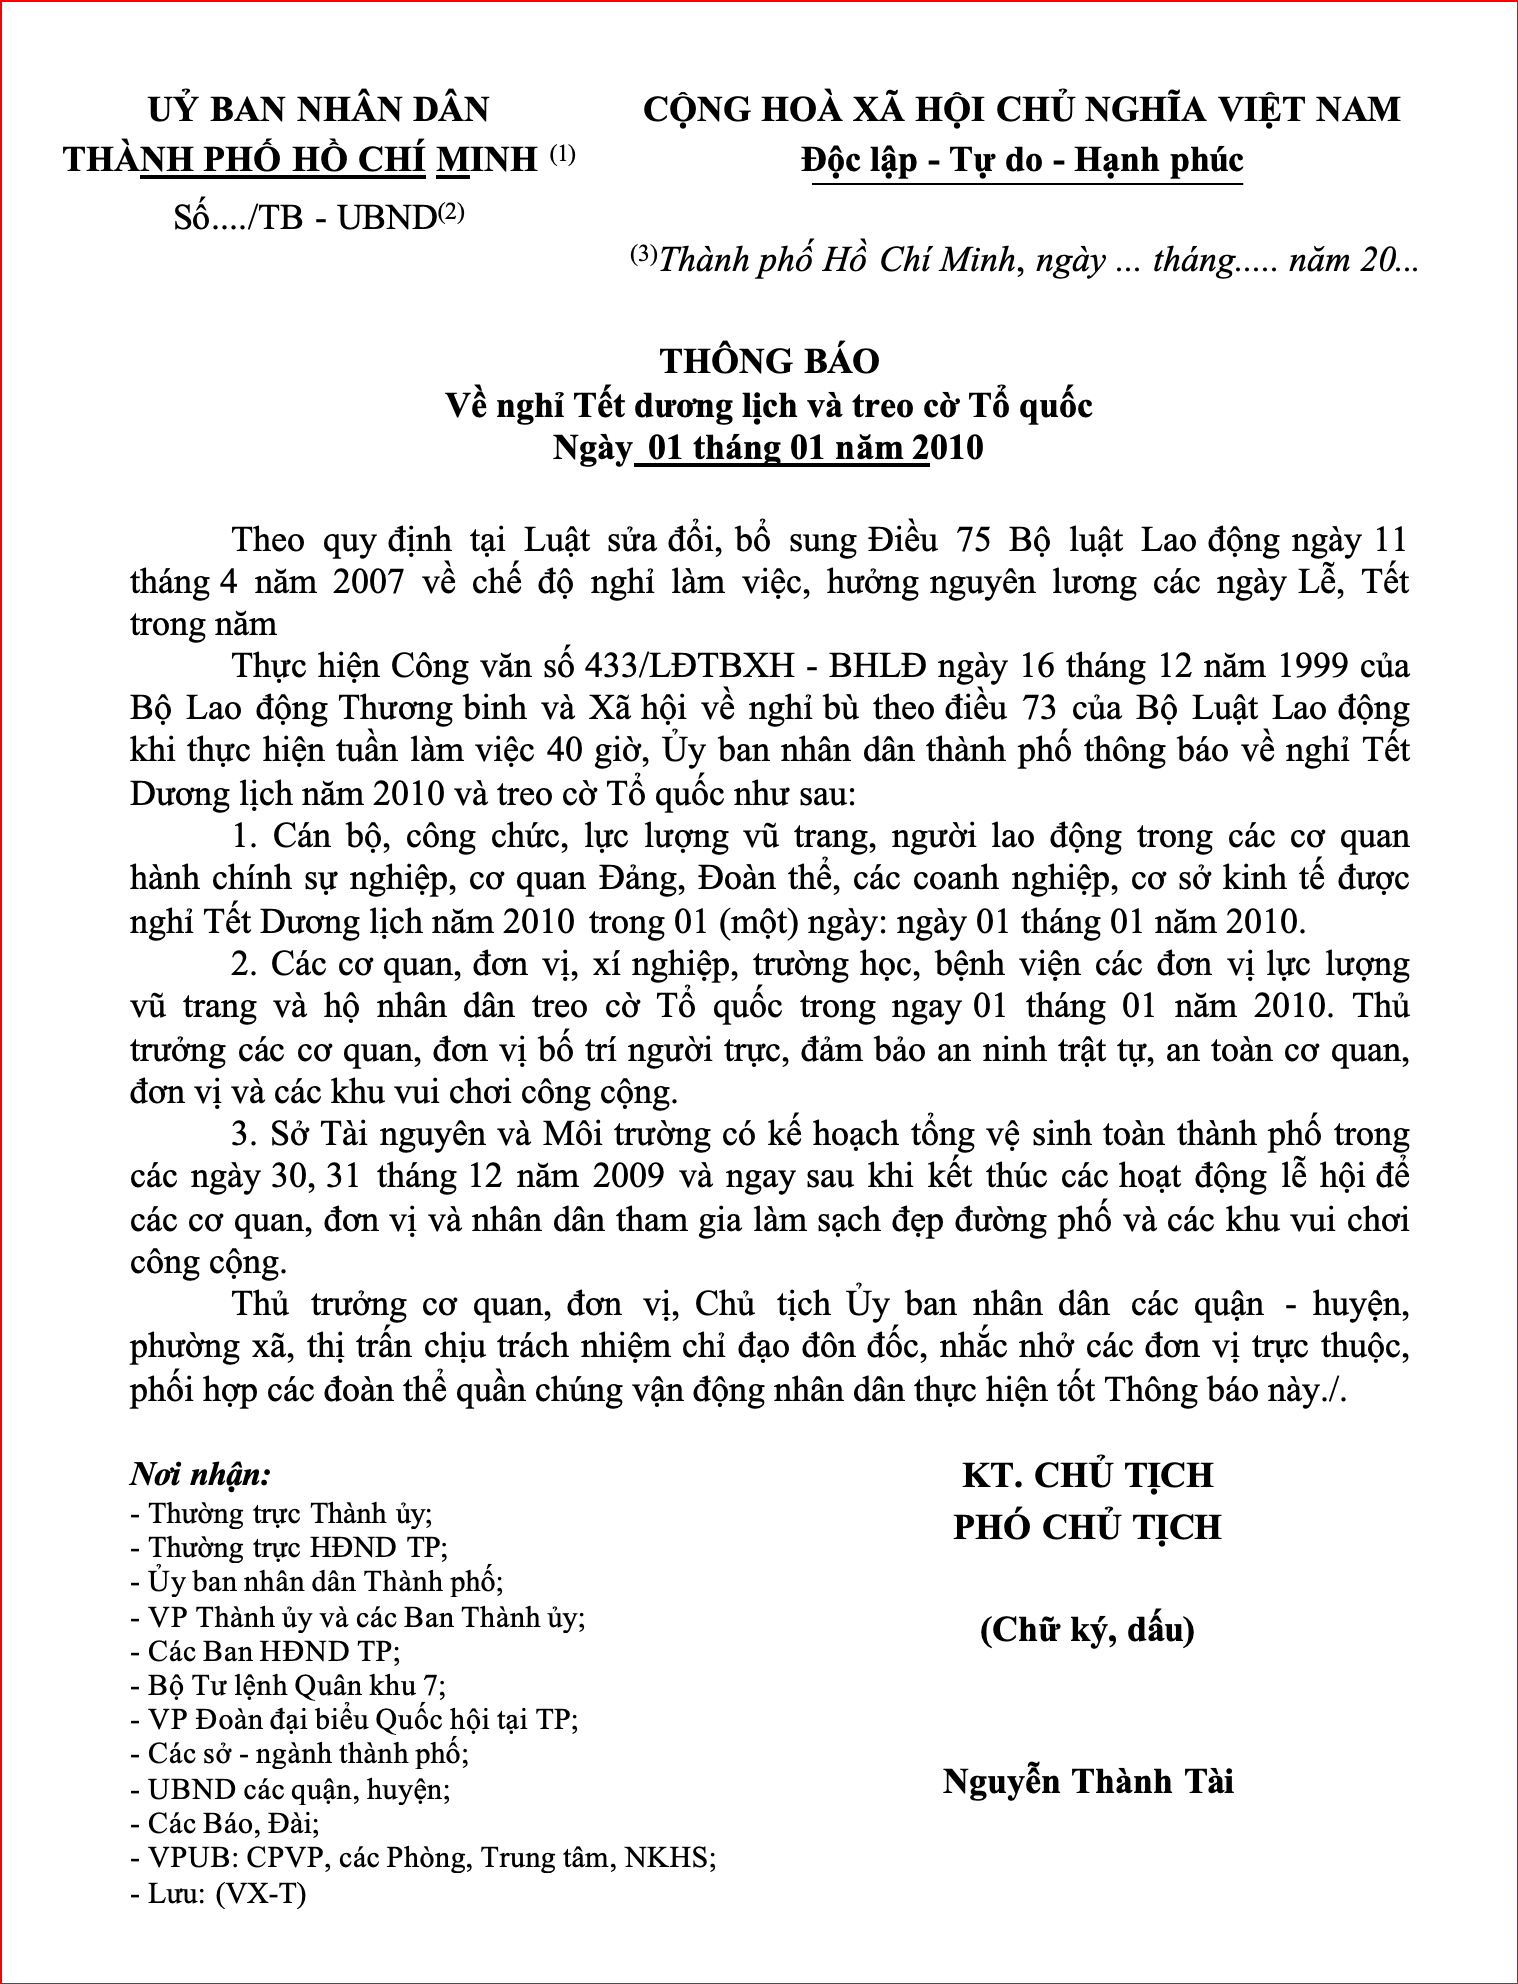 UỶ BAN NHÂN DÂN
THÀNH PHỐ HỒ CHÍ MINH (1)
Số..../TB - UBND(2)
CỘNG HOÀ XÃ HỘI CHỦ NGHĨA VIỆT NAM
Độc lập - Tự do - Hạnh phúc
(3)Thành phố Hồ Chí Minh, ngày ... tháng..... năm 20...
THÔNG BÁO
Về nghỉ Tết dương lịch và treo cờ Tổ quốc
Ngày 01 tháng 01 năm 2010
Theo quy định tại Luật sửa đổi, bổ sung Điều 75 Bộ luật Lao động ngày 11
tháng 4 năm 2007 về chế độ nghỉ làm việc, hưởng nguyên lương các ngày Lễ, Tết
trong năm
Thực hiện Công văn số 433/LĐTBXH - BHLĐ ngày 16 tháng 12 năm 1999 của
Bộ Lao động Thương binh và Xã hội về nghỉ bù theo điều 73 của Bộ Luật Lao động
khi thực hiện tuần làm việc 40 giờ, Ủy ban nhân dân thành phố thông báo về nghỉ Tết
Dương lịch năm 2010 và treo cờ Tổ quốc như sau:
1. Cán bộ, công chức, lực lượng vũ trang, người lao động trong các cơ quan
hành chính sự nghiệp, cơ quan Đảng, Đoàn thể, các coanh nghiệp, cơ sở kinh tế được
nghỉ Tết Dương lịch năm 2010 trong 01 (một) ngày: ngày 01 tháng 01 năm 2010.
2. Các cơ quan, đơn vị, xí nghiệp, trường học, bệnh viện các đơn vị lực lượng
vũ trang và hộ nhân dân treo cờ Tổ quốc trong ngay 01 tháng 01 năm 2010. Thủ
trưởng các cơ quan, đơn vị bố trí người trực, đảm bảo an ninh trật tự, an toàn cơ quan,
đơn vị và các khu vui chơi công cộng.
3. Sở Tài nguyên và Môi trường có kế hoạch tổng vệ sinh toàn thành phố trong
các ngày 30, 31 tháng 12 năm 2009 và ngay sau khi kết thúc các hoạt động lễ hội để
các cơ quan, đơn vị và nhân dân tham gia làm sạch đẹp đường phố và các khu vui chơi
công cộng.
Thủ trưởng cơ quan, đơn vị, Chủ tịch Ủy ban nhân dân các quận - huyện,
phường xã, thị trấn chịu trách nhiệm chỉ đạo đôn đốc, nhắc nhở các đơn vị trực thuộc,
phối hợp các đoàn thể quần chúng vận động nhân dân thực hiện tốt Thông báo này./.
Nơi nhận:
- Thường trực Thành ủy;
- Thường trực HĐND TP;
- Ủy ban nhân dân Thành phố;
- VP Thành ủy và các Ban Thành ủy;
- Các Ban HĐND TP;
- Bộ Tư lệnh Quân khu 7;
- VP Đoàn đại biểu Quốc hội tại TP;
- Các sở - ngành thành phố;
- UBND các quận, huyện;
- Các Báo, Đài;
- VPUB: CPVP, các Phòng, Trung tâm, NKHS;
- Lưu: (VX-T)
KT. CHỦ TỊCH
PHÓ CHỦ TỊCH
(Chữ ký, dấu)
Nguyễn Thành Tài